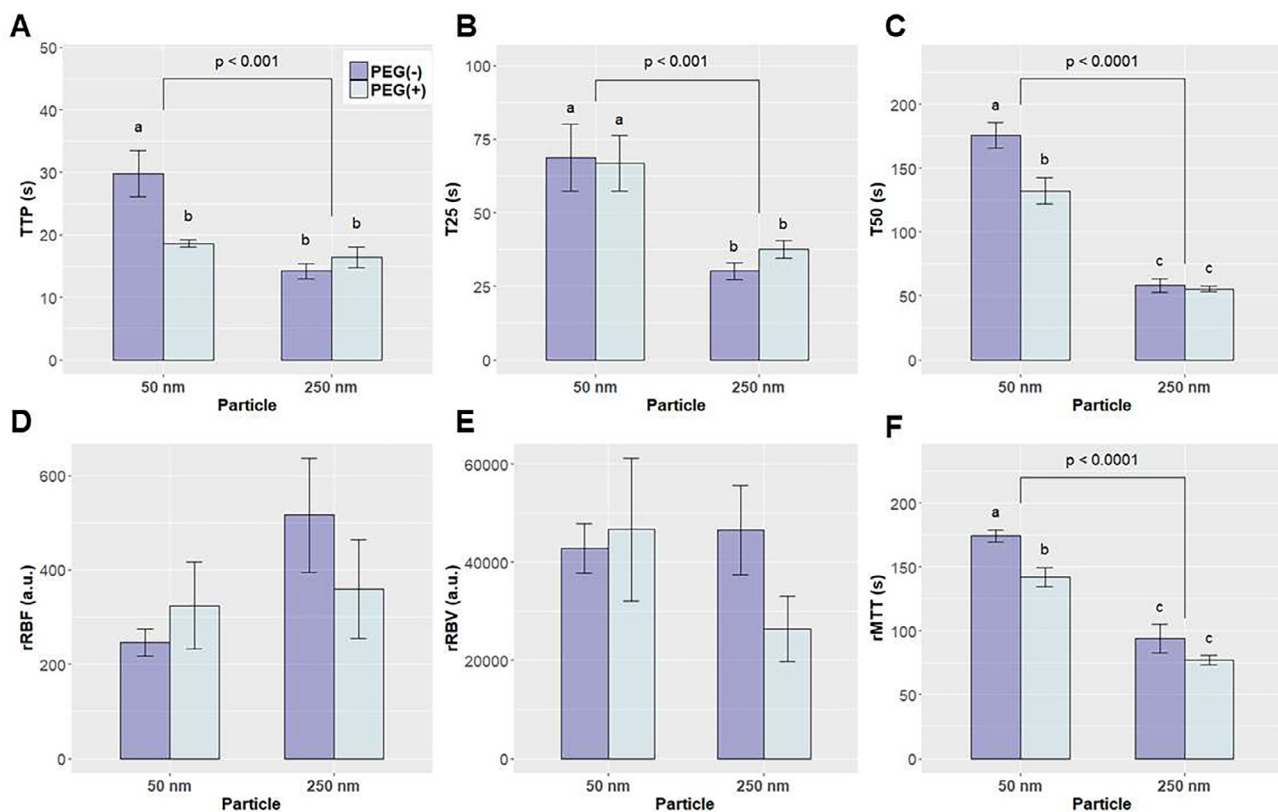 A
TTP (s)
50
40
30
20
10
0
p < 0.001
PEG(-)
PEG(+)
a
b
b
b
50 nm
250 nm
Particle
B
T25 (s)
100
75
50
25
0
p < 0.001
a
a
b
b
50 nm
250 nm
Particle
C
T50 (s)
200
150
100
50
0
p < 0.0001
a
b
c
c
50 nm
250 nm
Particle
D
rRBF (a.u.)
600
400
200
0
50 nm
250 nm
Particle
E
rRBV (a.u.)
60000
40000
20000
0
50 nm
250 nm
Particle
F
rMTT (s)
200
150
100
50
0
p < 0.0001
a
b
c
c
50 nm
250 nm
Particle